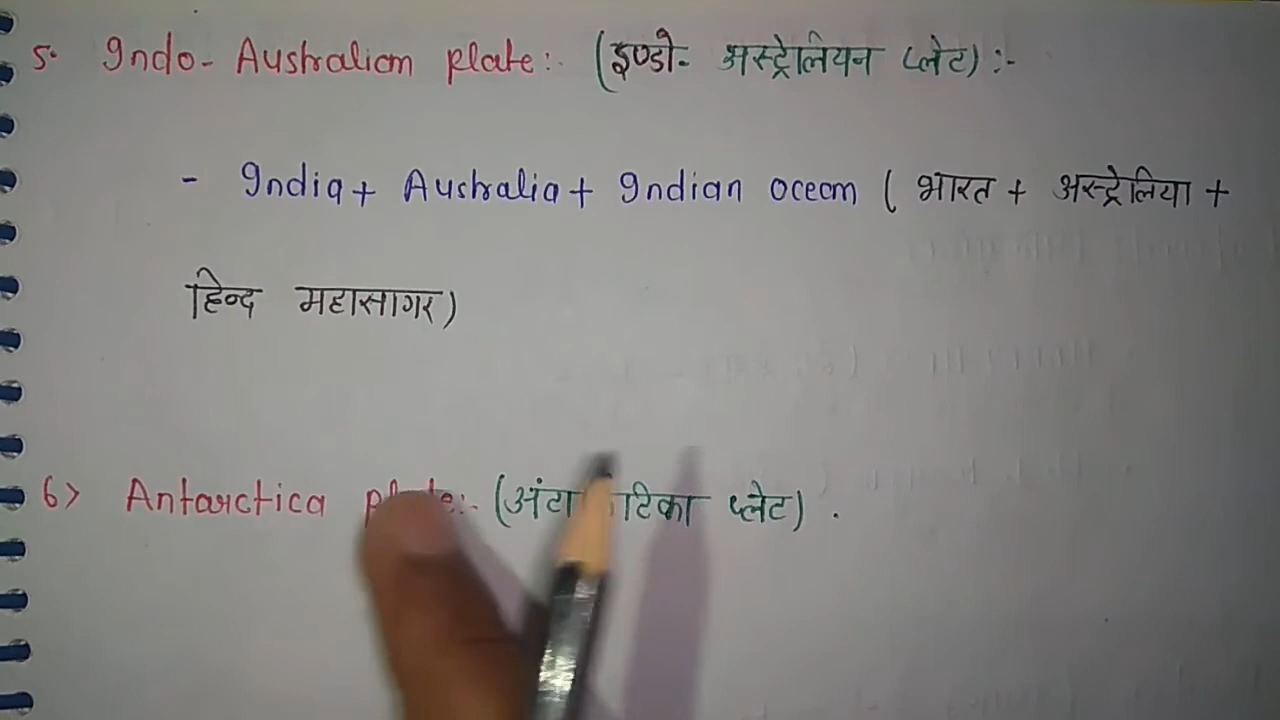 5. Indo- Australian plate:- (इण्डो- अस्ट्रेलियन प्लेट) :-
- India + Australia + Indian ocean ( भारत + अस्ट्रेलिया +
हिन्द महासागर)
6> Antarctica :- ( प्लेट) .